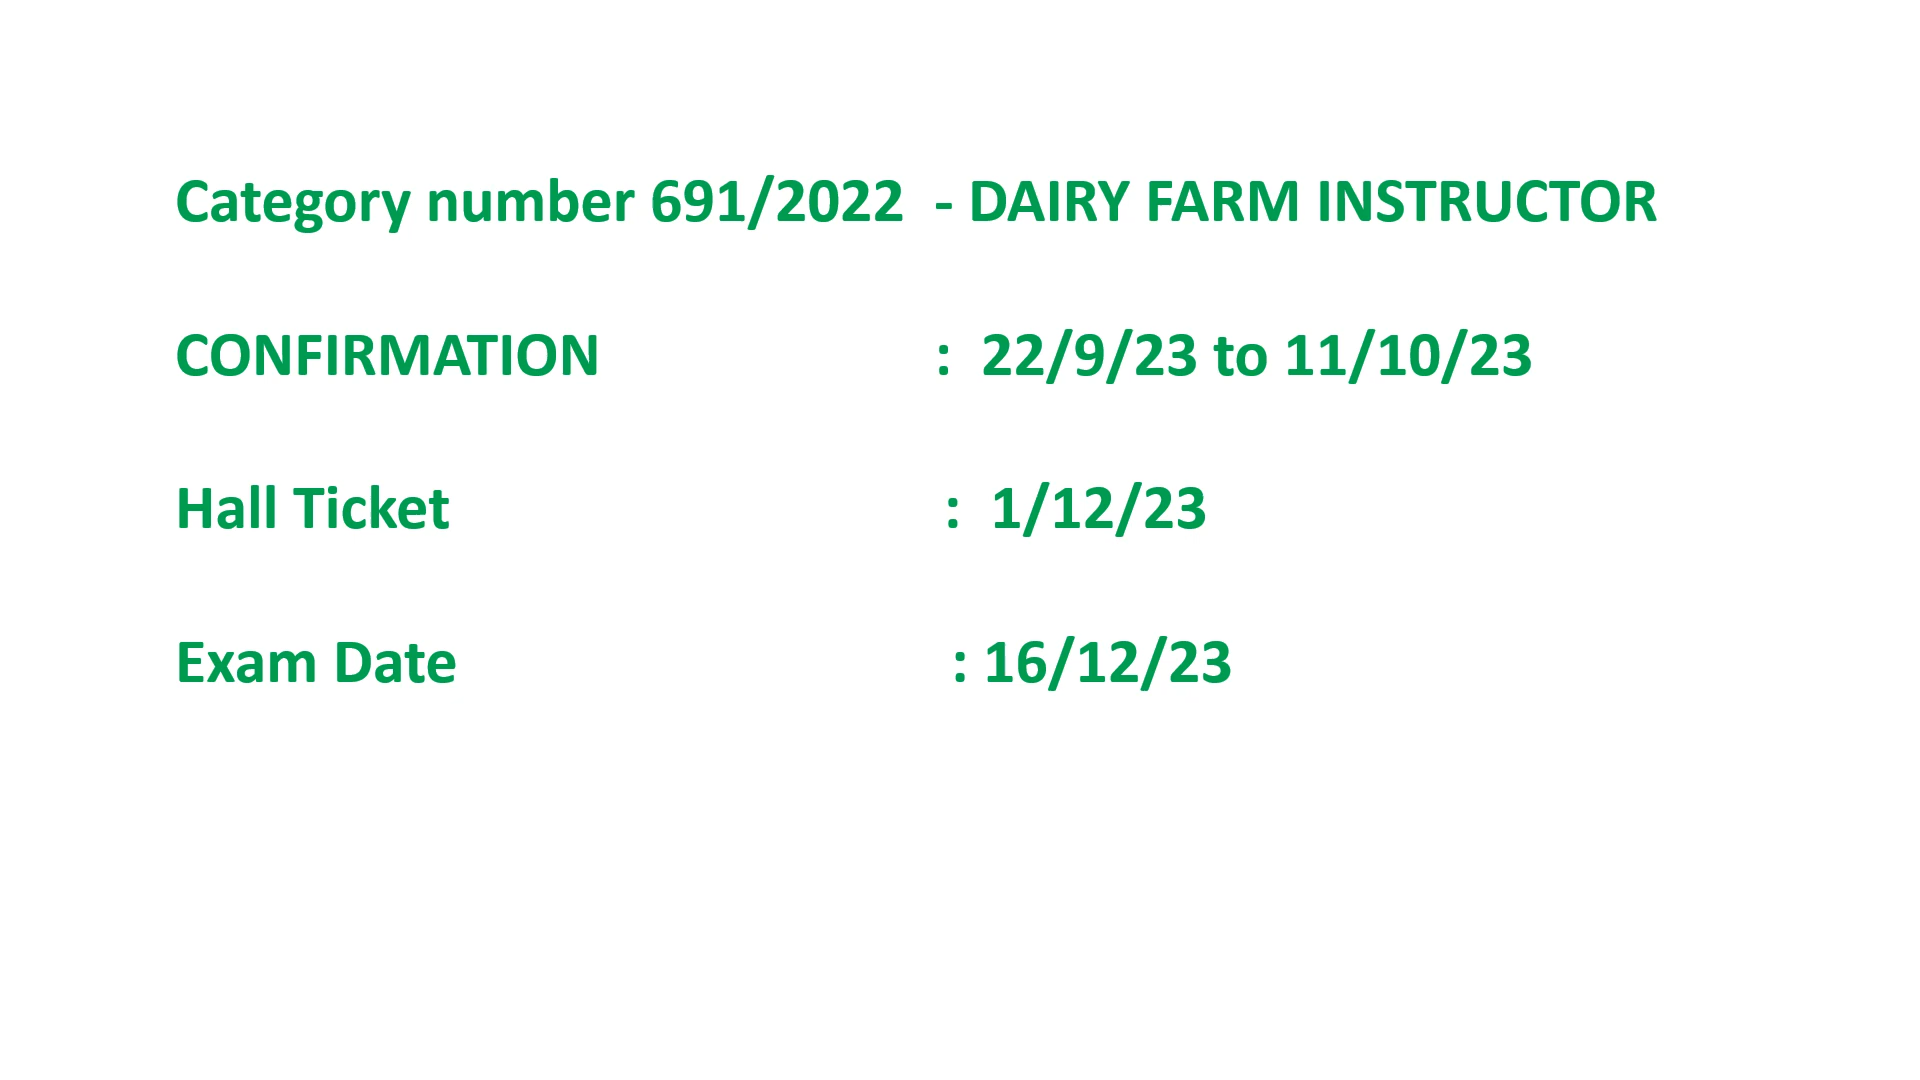 Category number 691/2022 - DAIRY FARM INSTRUCTOR
CONFIRMATION : 22/9/23 to 11/10/23
Hall Ticket : 1/12/23
Exam Date : 16/12/23